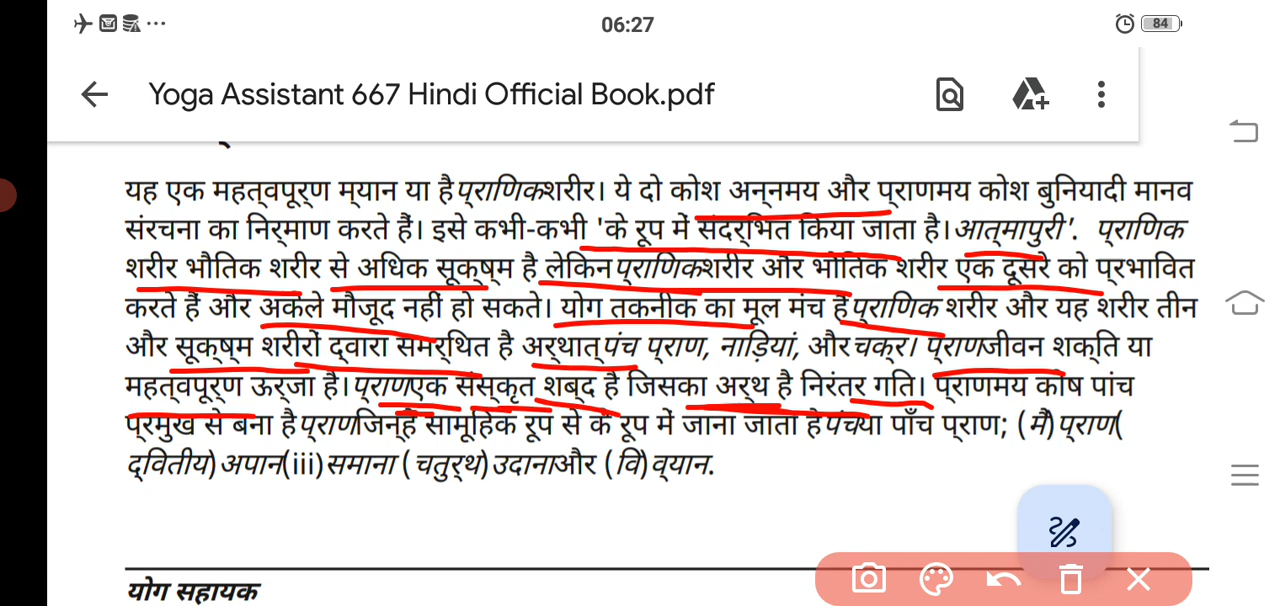 06:27
84
Yoga Assistant 667 Hindi Official Book.pdf
यह एक महत्वपूर्ण म्यान या है प्राणिकशरीर। ये दो कोश अन्नमय और प्राणमय कोश बुनियादी मानव
संरचना का निर्माण करते हैं। इसे कभी-कभी 'के रूप में संदर्भित किया जाता है। आत्मापुरी'. प्राणिक
शरीर भौतिक शरीर से अधिक सूक्ष्म है लेकिन प्राणिकशरीर और भौतिक शरीर एक दूसरे को प्रभावित
करते हैं और अकेले मौजूद नहीं हो सकते। योग तकनीक का मूल मंच है प्राणिक शरीर और यह शरीर तीन
और सूक्ष्म शरीरों द्वारा समर्थित है अर्थात् पंच प्राण, नाड़ियां, और चक्र। प्राणजीवन शक्ति या
महत्वपूर्ण ऊर्जा है। प्राणएक संस्कृत शब्द है जिसका अर्थ है निरंतर गति। प्राणमय कोष पांच
प्रमुख से बना है प्राणजिन्हें सामूहिक रूप से के रूप में जाना जाता है पंचया पाँच प्राण; (मैं) प्राण(
द्वितीय) अपान(iii) समाना (चतुर्थ) उदानाऔर (वि) व्यान.
योग सहायक